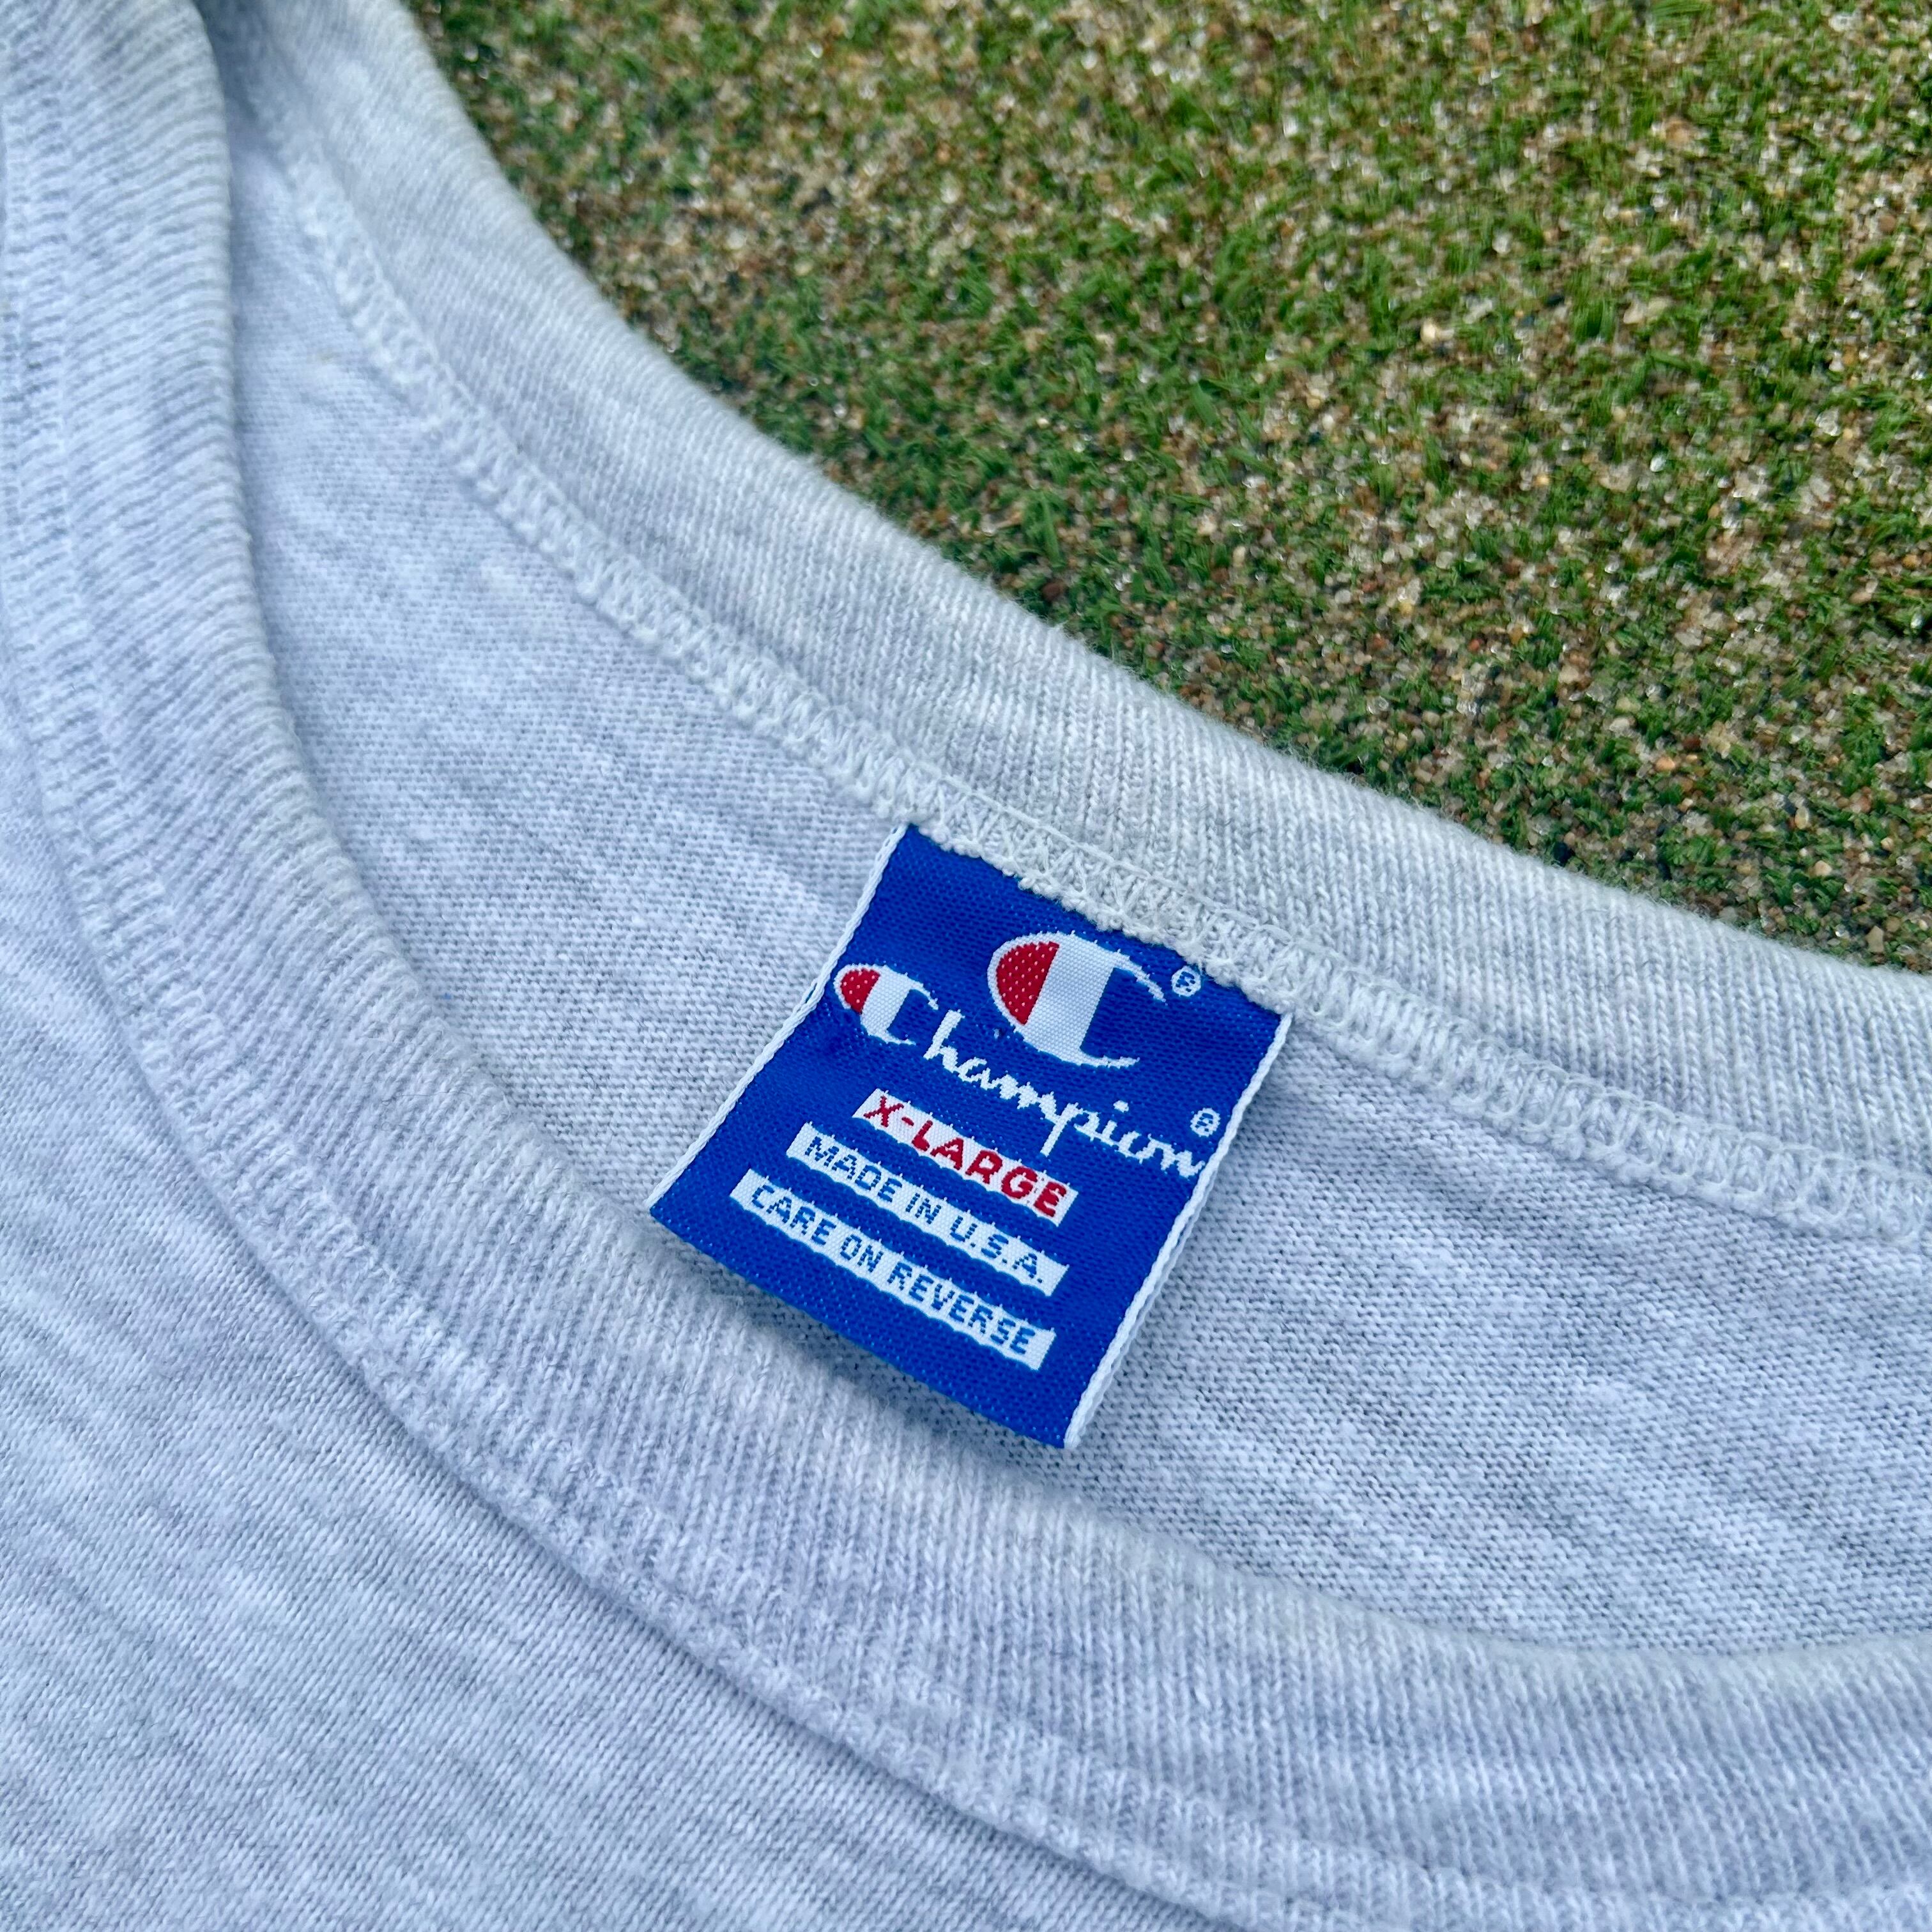 ®
Champion®
X-LARGE
MADE IN U.S.A.
CARE ON REVERSE